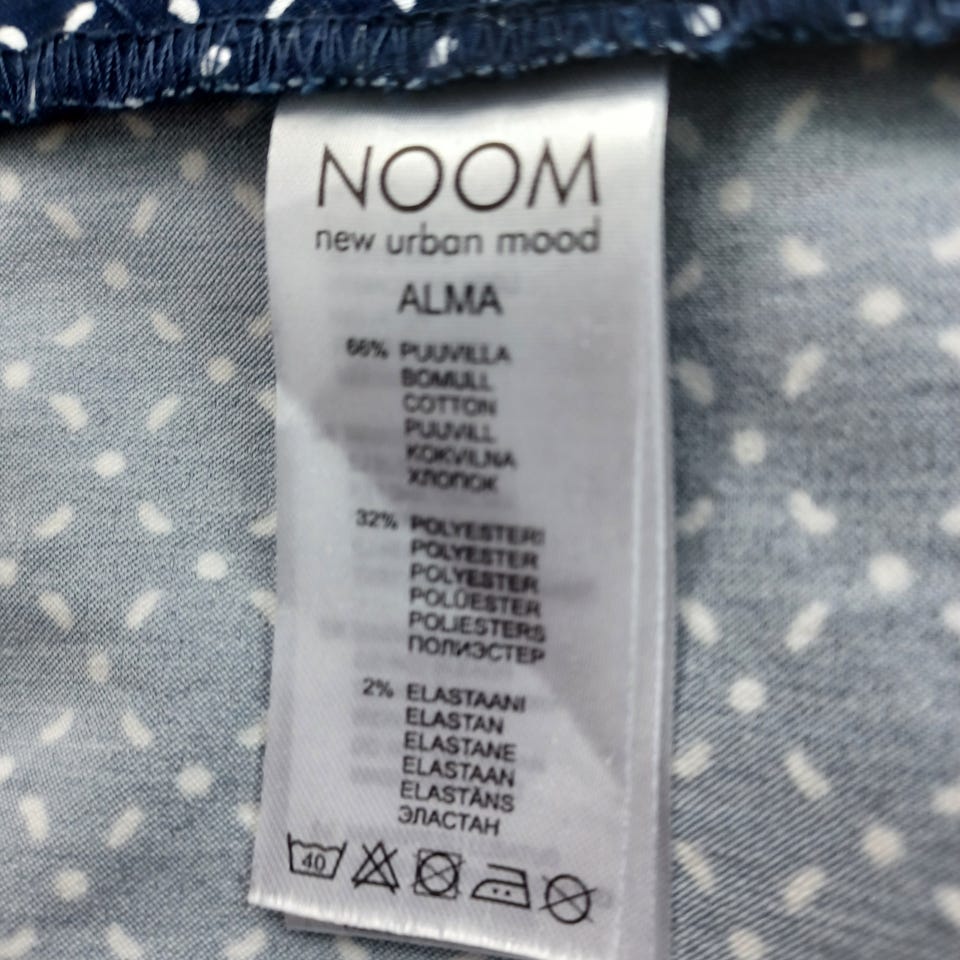 NOOM
new urban mood
ALMA
66% PUUVILLA
BOMULL
COTTON
PUUVILL
KOKVILNA
ХЛОПОК
32% POLYESTERI
POLYESTER
POLYESTER
POLÜESTER
POLIESTERS
ПОЛИЭСТЕР
2% ELASTAANI
ELASTAN
ELASTANE
ELASTAAN
ELASTĀNS
ЭЛАСТАН
40